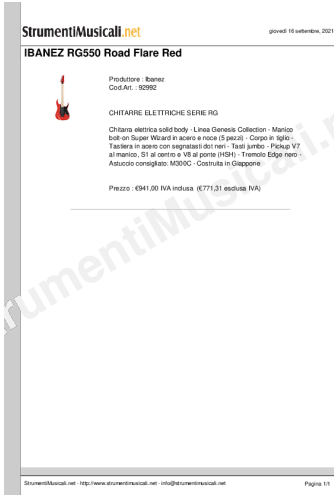 StrumentiMusicali.net
giovedì 16 settembre, 2021
IBANEZ RG550 Road Flare Red
Produttore : Ibanez
Cod.Art. : 92992
CHITARRE ELETTRICHE SERIE RG
Chitarra elettrica solid body - Linea Genesis Collection - Manico
bolt-on Super Wizard in acero e noce (5 pezzi) - Corpo in tiglio -
Tastiera in acero con segnatasti dot neri - Tasti jumbo - Pickup V7
al manico, S1 al centro e V8 al ponte (HSH) - Tremolo Edge nero -
Astuccio consigliato: M300C - Costruita in Giappone
Prezzo : €941,00 IVA inclusa (€771,31 esclusa IVA)
StrumentiMusicali.net - http://www.strumentimusicali.net - info@strumentimusicali.net
Pagina 1/1